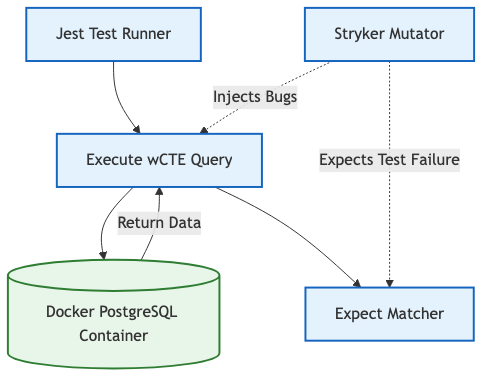 Jest Test Runner
Stryker Mutator
Injects Bugs
Execute wCTE Query
Expects Test Failure
Return Data
Docker PostgreSQL
Container
Expect Matcher